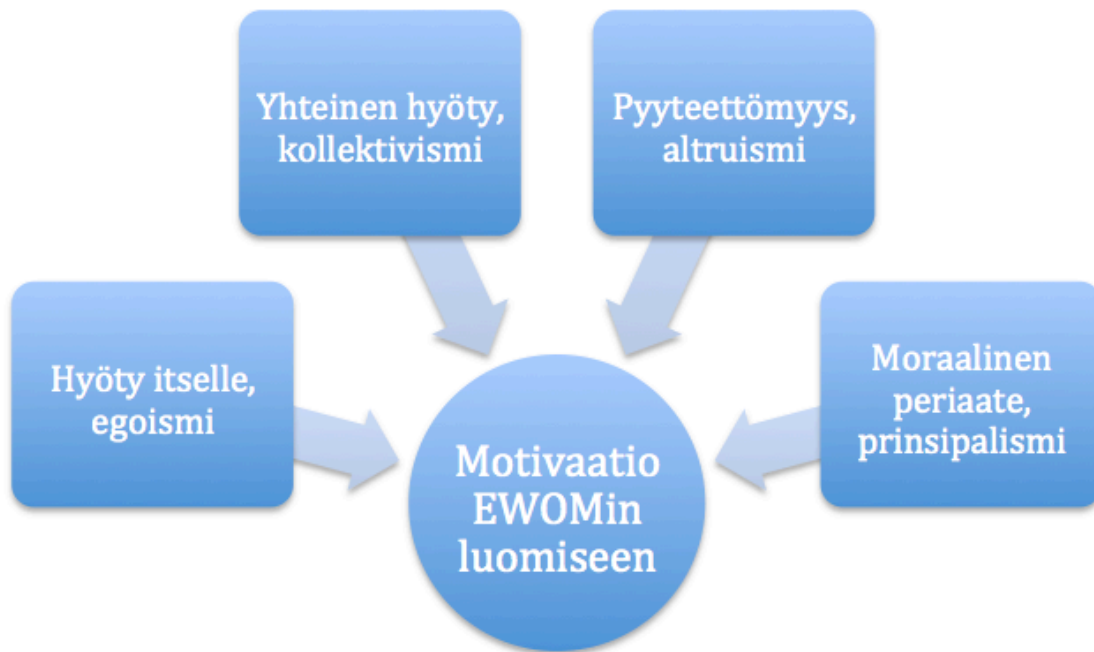 Yhteinen hyöty,
kollektivismi
Pyyteettömyys,
altruismi
Hyöty itselle,
egoismi
Moraalinen
periaate,
prinsipalismi
Motivaatio
EWOMin
luomiseen